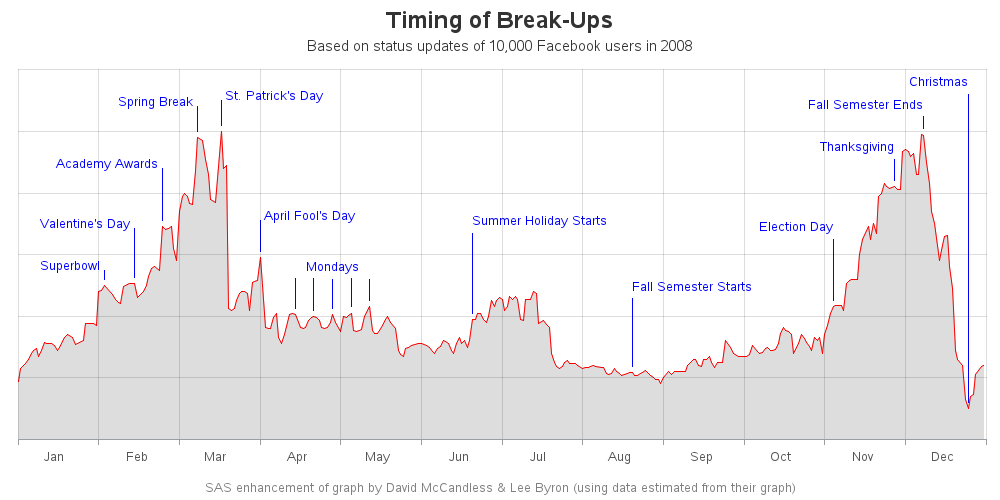 Timing of Break-Ups
Based on status updates of 10,000 Facebook users in 2008
Christmas
Spring Break
St. Patrick's Day
Fall Semester Ends
Thanksgiving
Academy Awards
Valentine's Day
April Fool's Day
Summer Holiday Starts
Election Day
Superbowl
Mondays
Fall Semester Starts
Jan Feb Mar Apr May Jun Jul Aug Sep Oct Nov Dec
SAS enhancement of graph by David McCandless & Lee Byron (using data estimated from their graph)